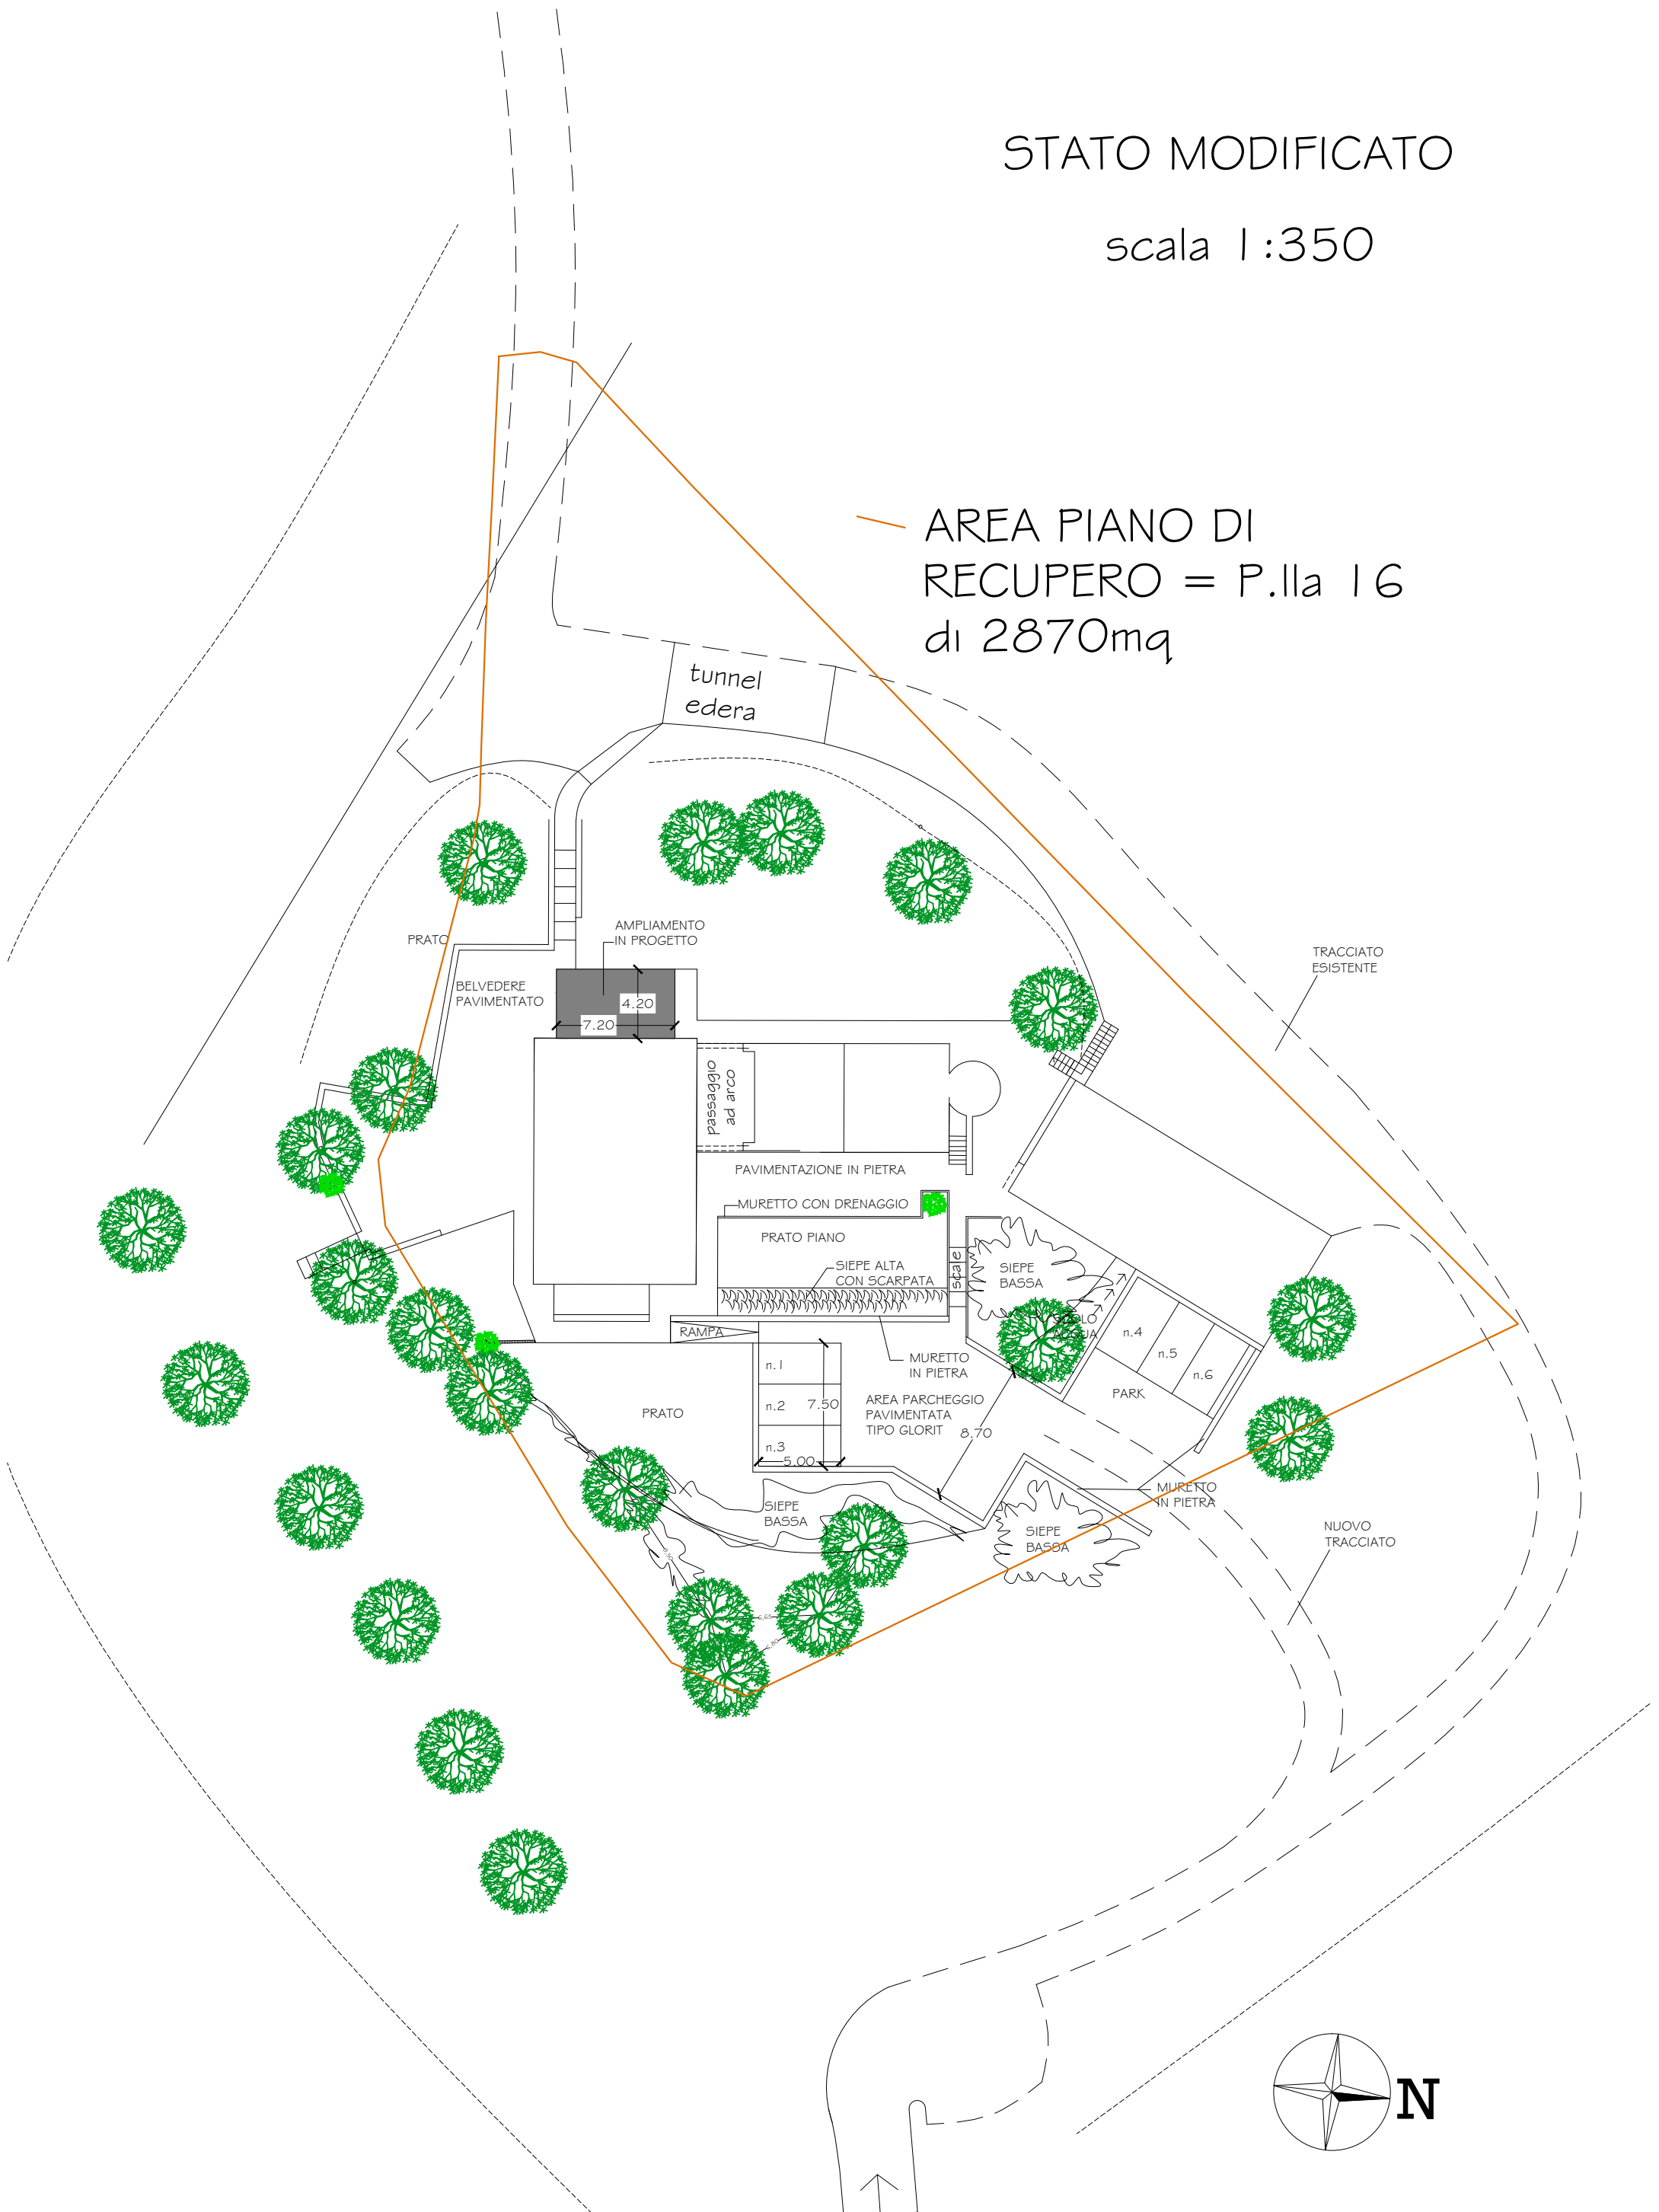 STATO MODIFICATO
scala 1:350
AREA PIANO DI
RECUPERO = P.lla 16
di 2870mq
tunnel
edera
PRATO
AMPLIAMENTO
IN PROGETTO
BELVEDERE
PAVIMENTATO
4.20
7.20
TRACCIATO
ESISTENTE
passaggio
ad arco
PAVIMENTAZIONE IN PIETRA
MURETTO CON DRENAGGIO
PRATO PIANO
SIEPE ALTA
CON SCARPATA
scale
SIEPE
BASSA
RAMPA
n.4
n.5
n.6
PARK
MURETTO
IN PIETRA
n.1
n.2
n.3
7.50
5.00
AREA PARCHEGGIO
PAVIMENTATA
TIPO GLORIT
8.70
PRATO
SIEPE
BASSA
MURETTO
IN PIETRA
SIEPE
BASSA
NUOVO
TRACCIATO
6.65
6.80
N